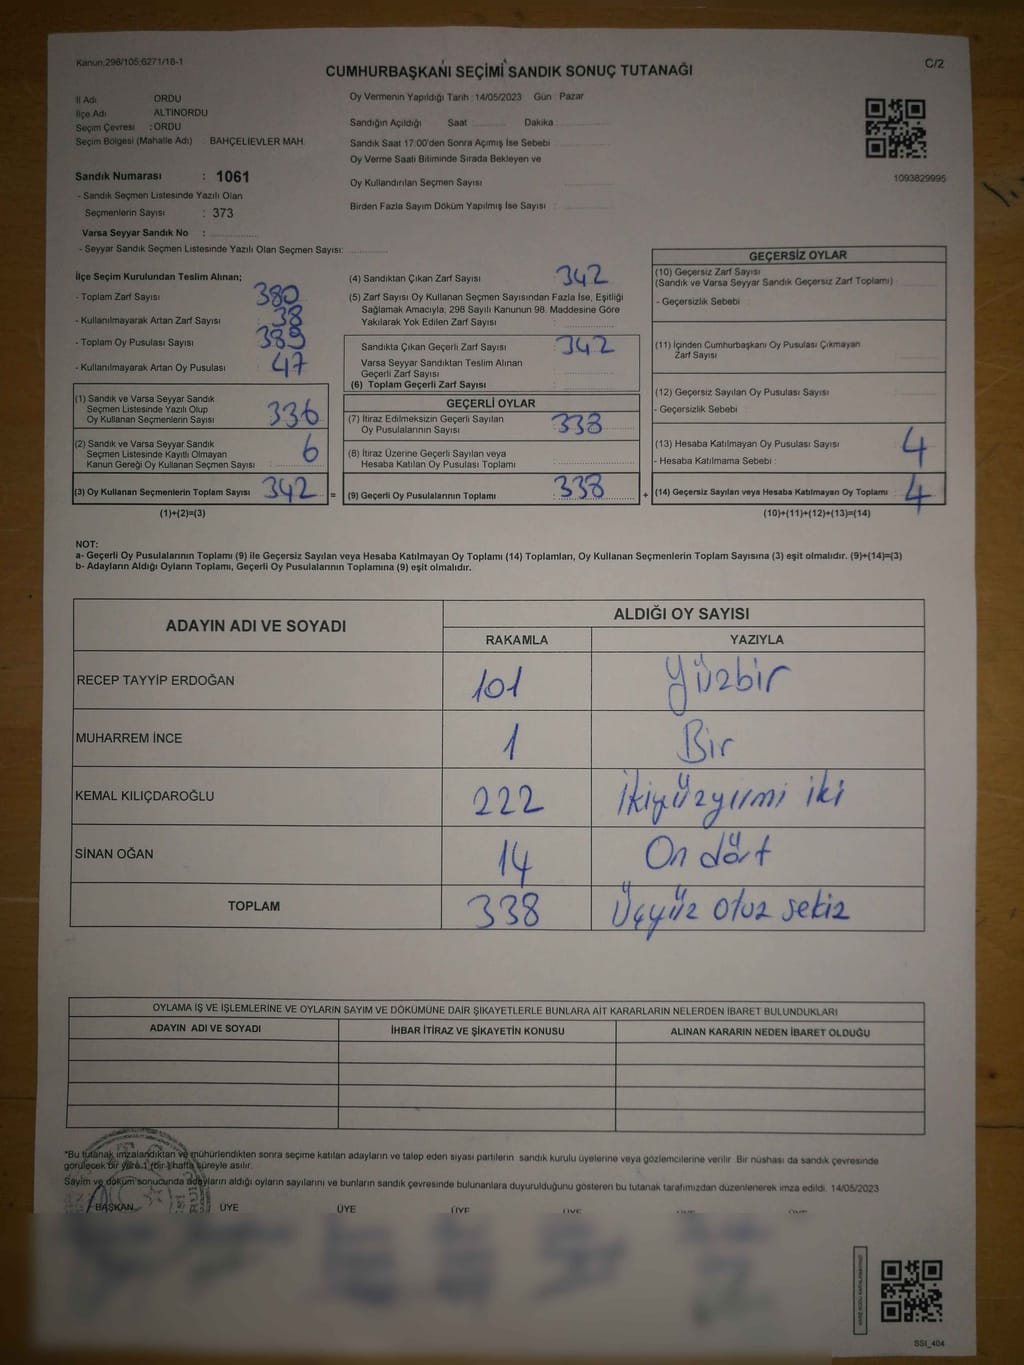 Kanun:298/105;6271/18-1
C/2
CUMHURBAŞKANI SEÇİMİ SANDIK SONUÇ TUTANAĞI
İl Adı ORDU
İlçe Adı ALTINORDU
Seçim Çevresi : ORDU
Seçim Bölgesi (Mahalle Adı) : BAHÇELİEVLER MAH.
Sandık Numarası : 1061
- Sandık Seçmen Listesinde Yazılı Olan
Seçmenlerin Sayısı : 373
Varsa Seyyar Sandık No :
- Seyyar Sandık Seçmen Listesinde Yazılı Olan Seçmen Sayısı:
Oy Vermenin Yapıldığı Tarih : 14/05/2023 Gün : Pazar
Sandığın Açıldığı Saat Dakika :
Sandık Saat 17:00'den Sonra Açımış İse Sebebi
Oy Verme Saati Bitiminde Sırada Bekleyen ve
Oy Kullandırılan Seçmen Sayısı
Birden Fazla Sayım Döküm Yapılmış İse Sayısı :
1093829995
İlçe Seçim Kurulundan Teslim Alınan;
- Toplam Zarf Sayısı 380
- Kullanılmayarak Artan Zarf Sayısı : 38
- Toplam Oy Pusulası Sayısı 389
- Kullanılmayarak Artan Oy Pusulası 47
(1) Sandık ve Varsa Seyyar Sandık
Seçmen Listesinde Yazılı Olup
Oy Kullanan Seçmenlerin Sayısı 336
(2) Sandık ve Varsa Seyyar Sandık
Seçmen Listesinde Kayıtlı Olmayan
Kanun Gereği Oy Kullanan Seçmen Sayısı 6
(3) Oy Kullanan Seçmenlerin Toplam Sayısı 342 =
(1)+(2)=(3)
(4) Sandıktan Çıkan Zarf Sayısı 342
(5) Zarf Sayısı Oy Kullanan Seçmen Sayısından Fazla İse, Eşitliği
Sağlamak Amacıyla; 298 Sayılı Kanunun 98. Maddesine Göre
Yakılarak Yok Edilen Zarf Sayısı :
Sandıkta Çıkan Geçerli Zarf Sayısı 342
Varsa Seyyar Sandıktan Teslim Alınan
Geçerli Zarf Sayısı
(6) Toplam Geçerli Zarf Sayısı
GEÇERLİ OYLAR
(7) İtiraz Edilmeksizin Geçerli Sayılan
Oy Pusulalarının Sayısı 338
(8) İtiraz Üzerine Geçerli Sayılan veya
Hesaba Katılan Oy Pusulası Toplamı
(9) Geçerli Oy Pusulalarının Toplamı 338 +
GEÇERSİZ OYLAR
(10) Geçersiz Zarf Sayısı
(Sandık ve Varsa Seyyar Sandık Geçersiz Zarf Toplamı) :
- Geçersizlik Sebebi
(11) İçinden Cumhurbaşkanı Oy Pusulası Çıkmayan
Zarf Sayısı
(12) Geçersiz Sayılan Oy Pusulası Sayısı
- Geçersizlik Sebebi
(13) Hesaba Katılmayan Oy Pusulası Sayısı 4
- Hesaba Katılmama Sebebi :
(14) Geçersiz Sayılan veya Hesaba Katılmayan Oy Toplamı : 4
(10)+(11)+(12)+(13)=(14)
NOT:
a- Geçerli Oy Pusulalarının Toplamı (9) ile Geçersiz Sayılan veya Hesaba Katılmayan Oy Toplamı (14) Toplamları, Oy Kullanan Seçmenlerin Toplam Sayısına (3) eşit olmalıdır. (9)+(14)=(3)
b- Adayların Aldığı Oyların Toplamı, Geçerli Oy Pusulalarının Toplamına (9) eşit olmalıdır.
ADAYIN ADI VE SOYADI ALDIĞI OY SAYISI
RAKAMLA YAZIYLA
RECEP TAYYİP ERDOĞAN 101 Yüzbir
MUHARREM İNCE 1 Bir
KEMAL KILIÇDAROĞLU 222 İkiyüzyirmi iki
SİNAN OĞAN 14 On dört
TOPLAM 338 Üçyüz otuz sekiz
OYLAMA İŞ VE İŞLEMLERİNE VE OYLARIN SAYIM VE DÖKÜMÜNE DAİR ŞİKAYETLERLE BUNLARA AİT KARARLARIN NELERDEN İBARET BULUNDUKLARI
ADAYIN ADI VE SOYADI İHBAR İTİRAZ VE ŞİKAYETİN KONUSU ALINAN KARARIN NEDEN İBARET OLDUĞU
*Bu tutanak imzalandıktan ve mühürlendikten sonra seçime katılan adayların ve talep eden siyasi partilerin sandık kurulu üyelerine veya gözlemcilerine verilir. Bir nüshası da sandık çevresinde
görülecek bir yere 1 (bir) hafta süreyle asılır.
Sayım ve döküm sonucunda adayların aldığı oyların sayılarını ve bunların sandık çevresinde bulunanlara duyurulduğunu gösteren bu tutanak tarafımızdan düzenlenerek imza edildi. 14/05/2023
BAŞKAN ÜYE ÜYE ÜYE ÜYE ÜYE ÜYE
SSI_404